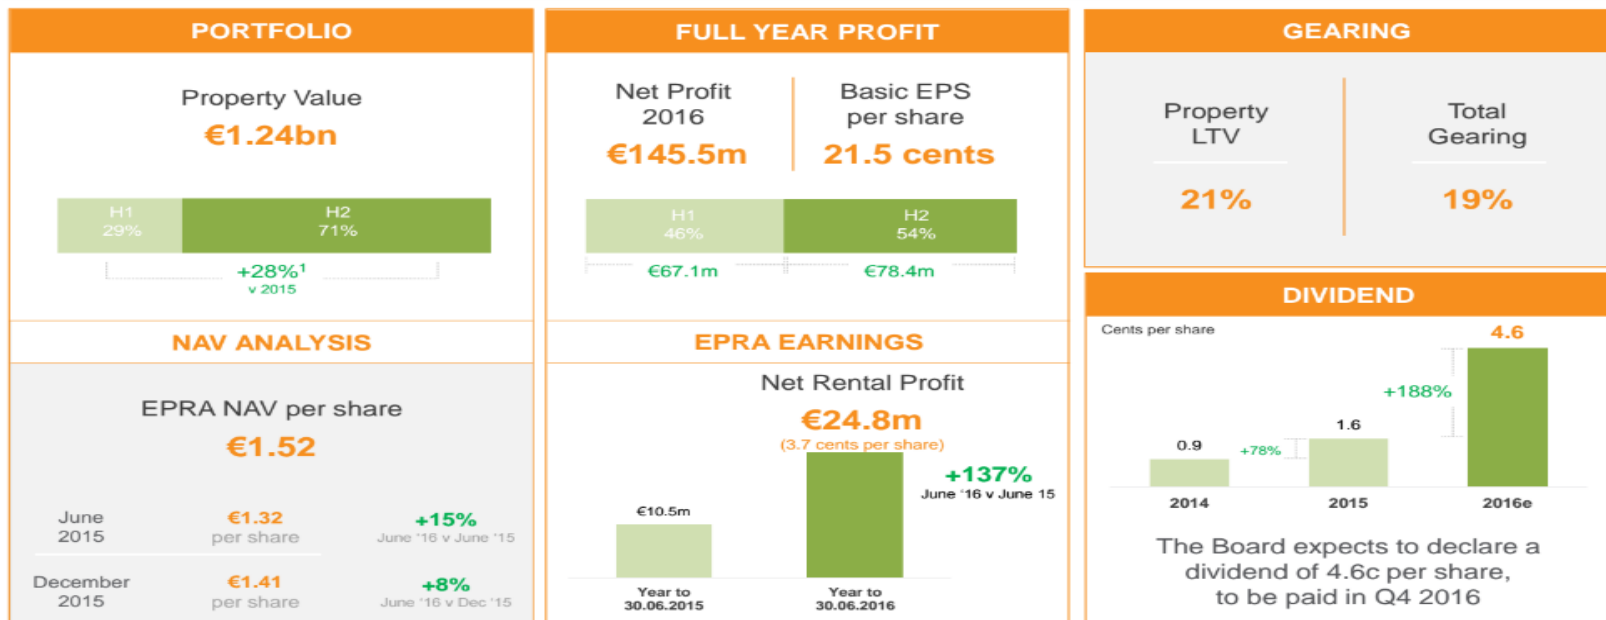 PORTFOLIO
Property Value
€1.24bn
H1
29%
H2
71%
+28%¹
v 2015
NAV ANALYSIS
EPRA NAV per share
€1.52
June
2015
€1.32
per share
+15%
June '16 v June '15
December
2015
€1.41
per share
+8%
June '16 v Dec '15
FULL YEAR PROFIT
Net Profit
2016
€145.5m
Basic EPS
per share
21.5 cents
H1
46%
H2
54%
€67.1m
€78.4m
EPRA EARNINGS
Net Rental Profit
€24.8m
(3.7 cents per share)
+137%
June '16 v June 15
€10.5m
Year to
30.06.2015
Year to
30.06.2016
GEARING
Property
LTV
21%
Total
Gearing
19%
DIVIDEND
Cents per share
4.6
+188%
1.6
+78%
0.9
2014
2015
2016e
The Board expects to declare a
dividend of 4.6c per share,
to be paid in Q4 2016